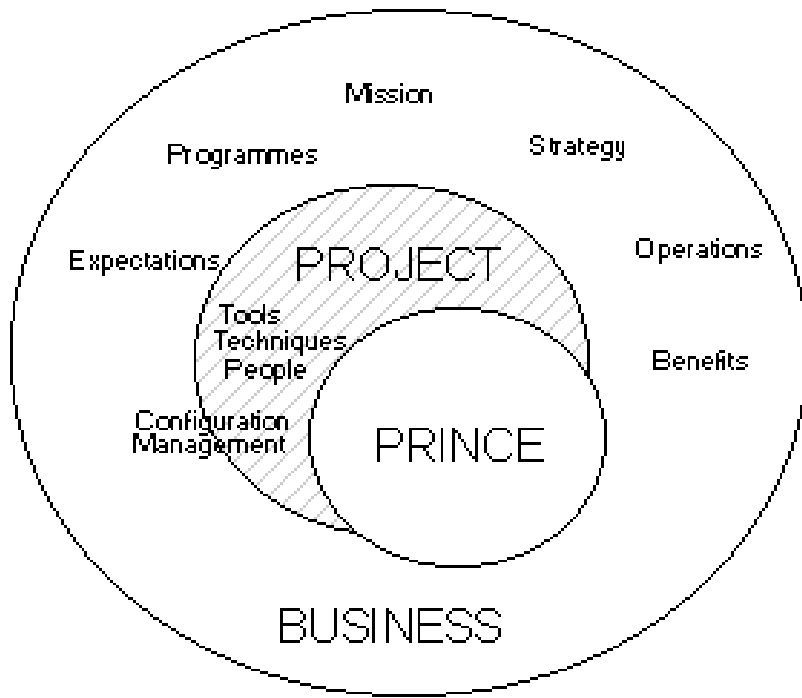 Mission
Programmes
Strategy
Expectations
PROJECT
Operations
Tools
Techniques
People
Benefits
Configuration
Management
PRINCE
BUSINESS